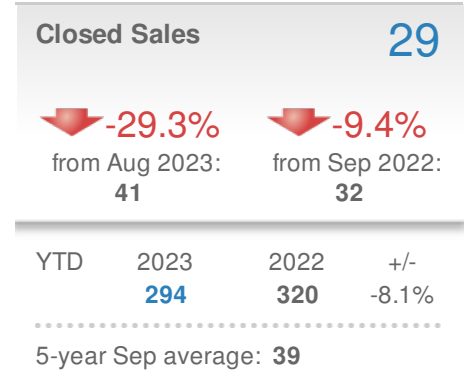 Closed Sales 29
-29.3% -9.4%
from Aug 2023: from Sep 2022:
41 32
YTD 2023 2022 +/-
294 320 -8.1%
5-year Sep average: 39